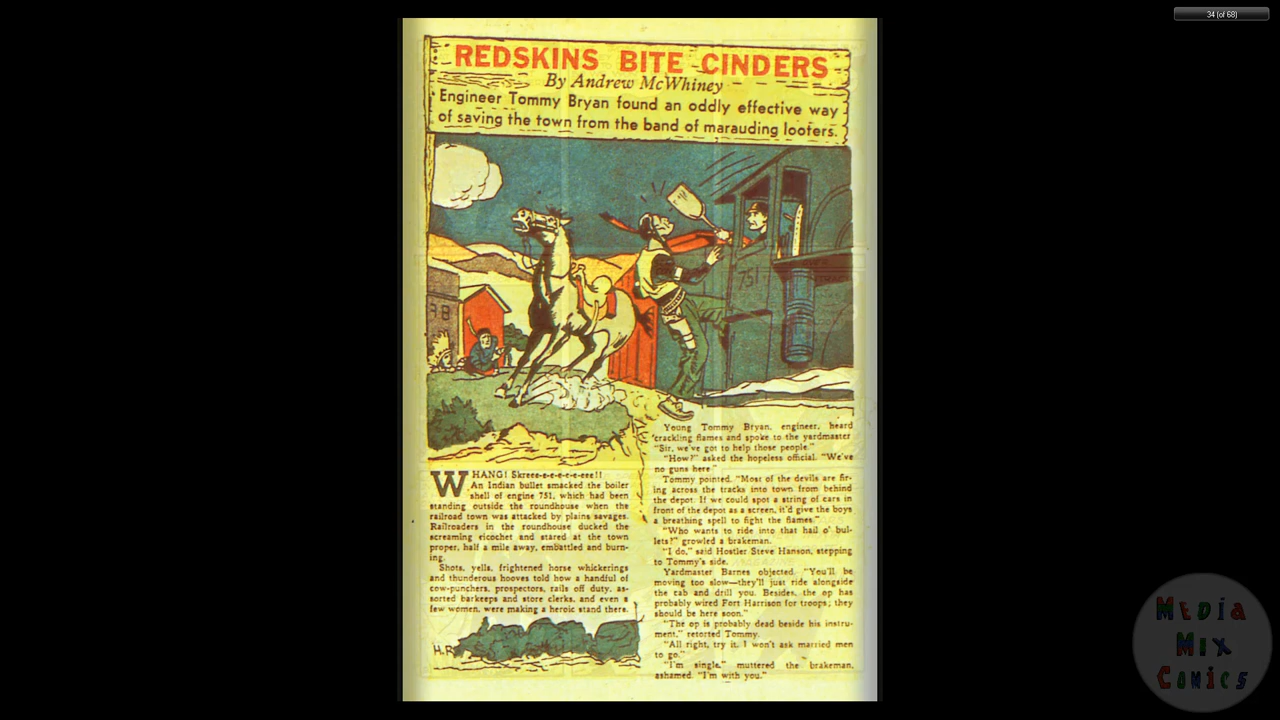 34 (of 68)
REDSKINS BITE CINDERS
By Andrew McWhiney
Engineer Tommy Bryan found an oddly effective way
of saving the town from the band of marauding looters.
751
WHANG! Skreee-e-e-e-e-e-eee!!
An Indian bullet smacked the boiler
shell of engine 751, which had been
standing outside the roundhouse when the
railroad town was attacked by plains savages.
Railroaders in the roundhouse ducked the
screaming ricochet and stared at the town
proper, half a mile away, embattled and burn-
ing.
Shots, yells, frightened horse whickerings
and thunderous hooves told how a handful of
cow-punchers, prospectors, rails off duty, as-
sorted barkeeps and store clerks, and even a
few women, were making a heroic stand there.
H.R
Young Tommy Bryan, engineer, heard
crackling flames and spoke to the yardmaster
"Sir, we've got to help those people."
"How?" asked the hopeless official. "We've
no guns here"
Tommy pointed. "Most of the devils are fir-
ing across the tracks into town from behind
the depot. If we could spot a string of cars in
front of the depot as a screen, it'd give the boys
a breathing spell to fight the flames."
"Who wants to ride into that hail o' bul-
lets?" growled a brakeman.
"I do," said Hostler Steve Hanson, stepping
to Tommy's side.
Yardmaster Barnes objected. "You'll be
moving too slow—they'll just ride alongside
the cab and drill you. Besides, the op has
probably wired Fort Harrison for troops; they
should be here soon."
"The op is probably dead beside his instru-
ment," retorted Tommy.
"All right, try it. I won't ask married men
to go."
"I'm single," muttered the brakeman,
ashamed. "I'm with you."
MEDIA
MIX
COMICS